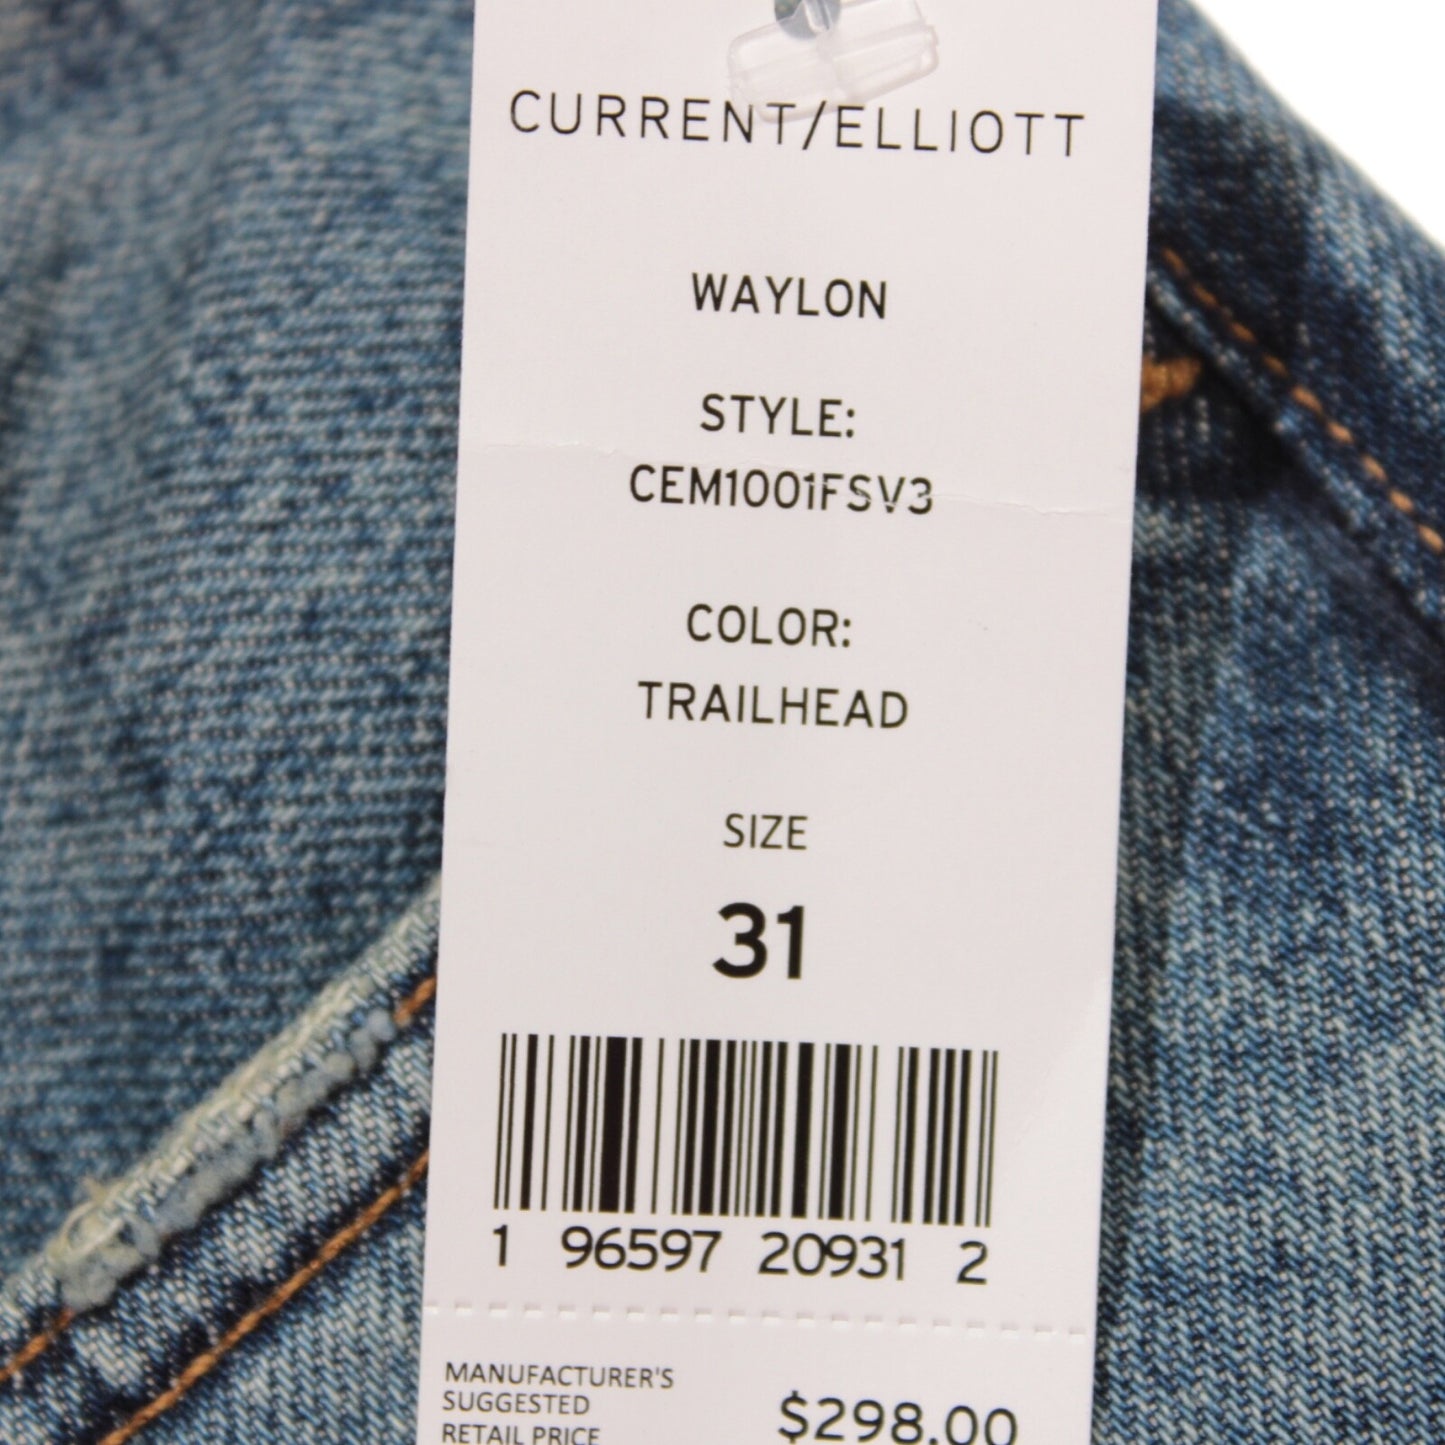 CURRENT/ELLIOTT
WAYLON
STYLE:
CEM1001FSV3
COLOR:
TRAILHEAD
SIZE
31
1 96597 20931 2
MANUFACTURER'S
SUGGESTED
RETAIL PRICE
$298.00